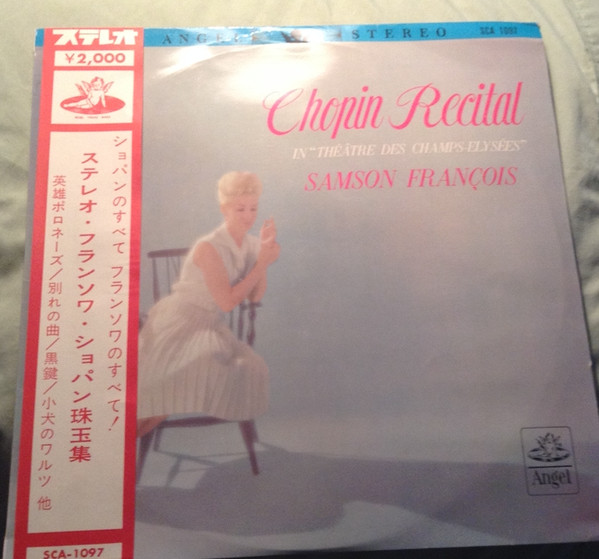 ステレオ
¥2,000
ショパンのすべて フランソワのすべて!
ステレオ・フランソワ・ショパン珠玉集
英雄ポロネーズ/別れの曲/黒鍵/小犬のワルツ 他
SCA-1097
STEREO
SCA 1097
Chopin Recital
IN "THÉÂTRE DES CHAMPS-ELYSÉES"
SAMSON FRANÇOIS
Angel